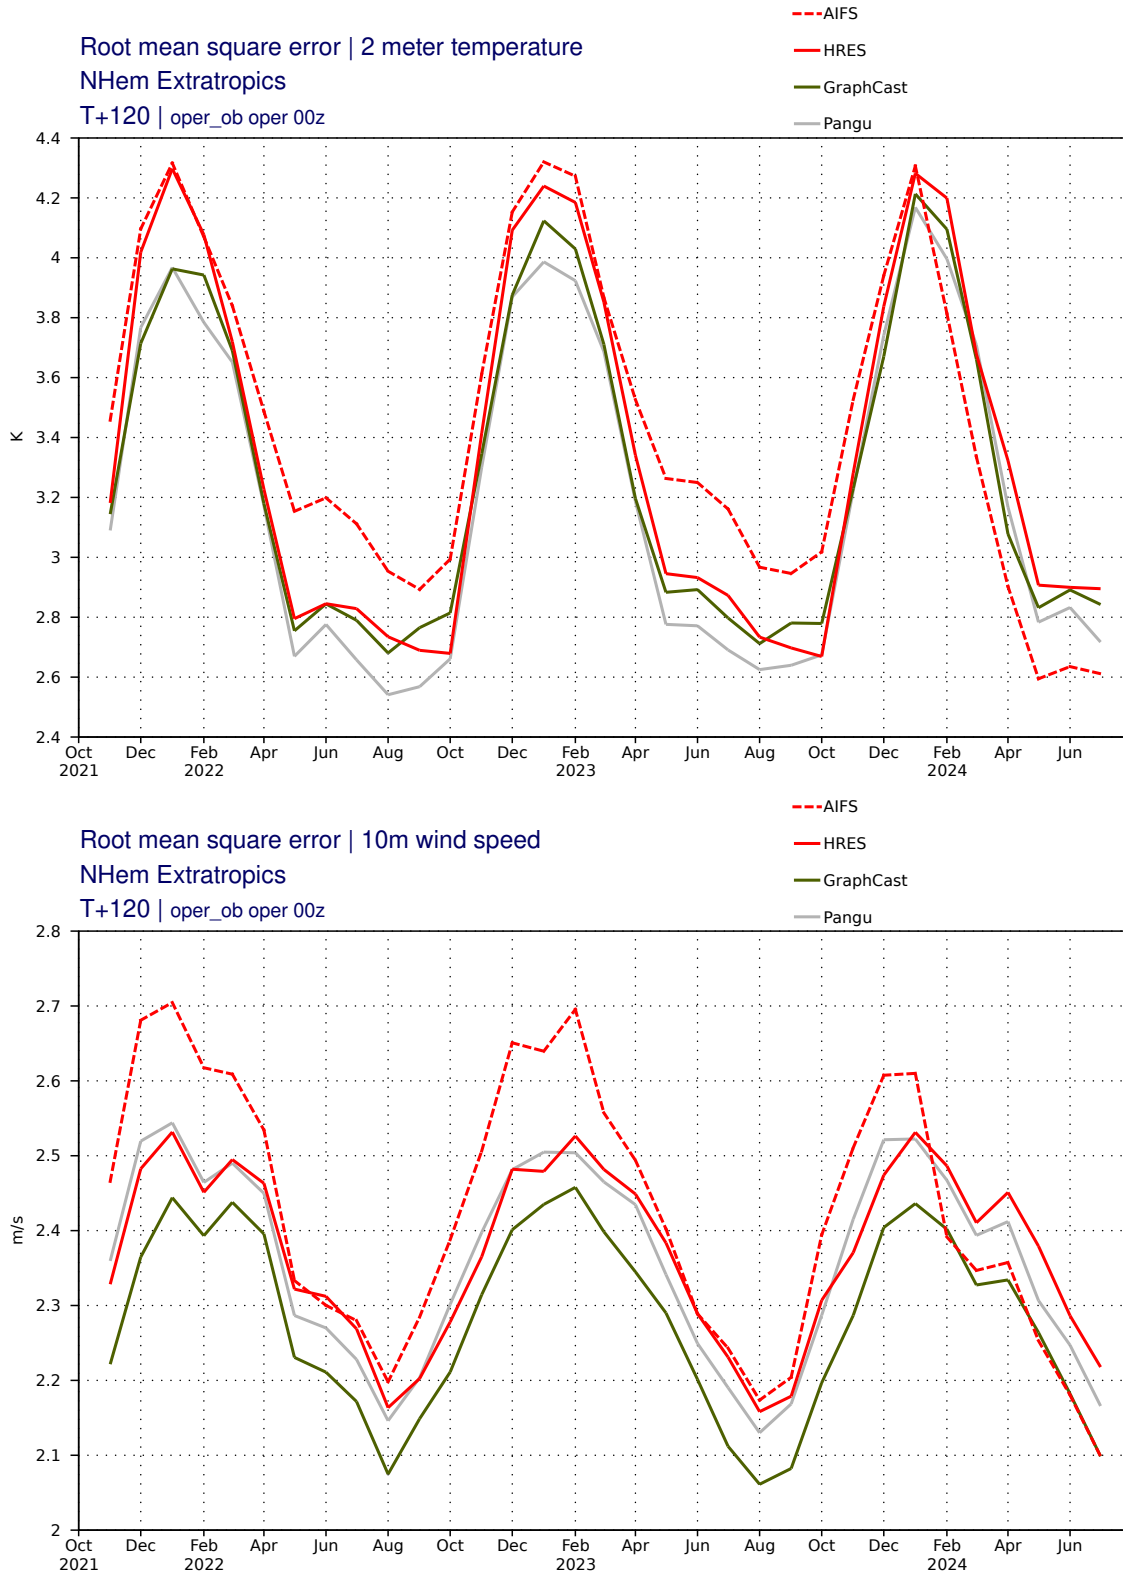 AIFS
Root mean square error | 2 meter temperature
HRES
NHem Extratropics
GraphCast
T+120 | oper_ob oper 00z
Pangu
4.4
4.2
4
3.8
3.6
3.4
K
3.2
3
2.8
2.6
2.4
Oct Dec Feb Apr Jun Aug Oct Dec Feb Apr Jun Aug Oct Dec Feb Apr Jun
2021 2022 2023 2024
AIFS
Root mean square error | 10m wind speed
HRES
NHem Extratropics
GraphCast
T+120 | oper_ob oper 00z
Pangu
2.8
2.7
2.6
2.5
2.4
m/s
2.3
2.2
2.1
2
Oct Dec Feb Apr Jun Aug Oct Dec Feb Apr Jun Aug Oct Dec Feb Apr Jun
2021 2022 2023 2024